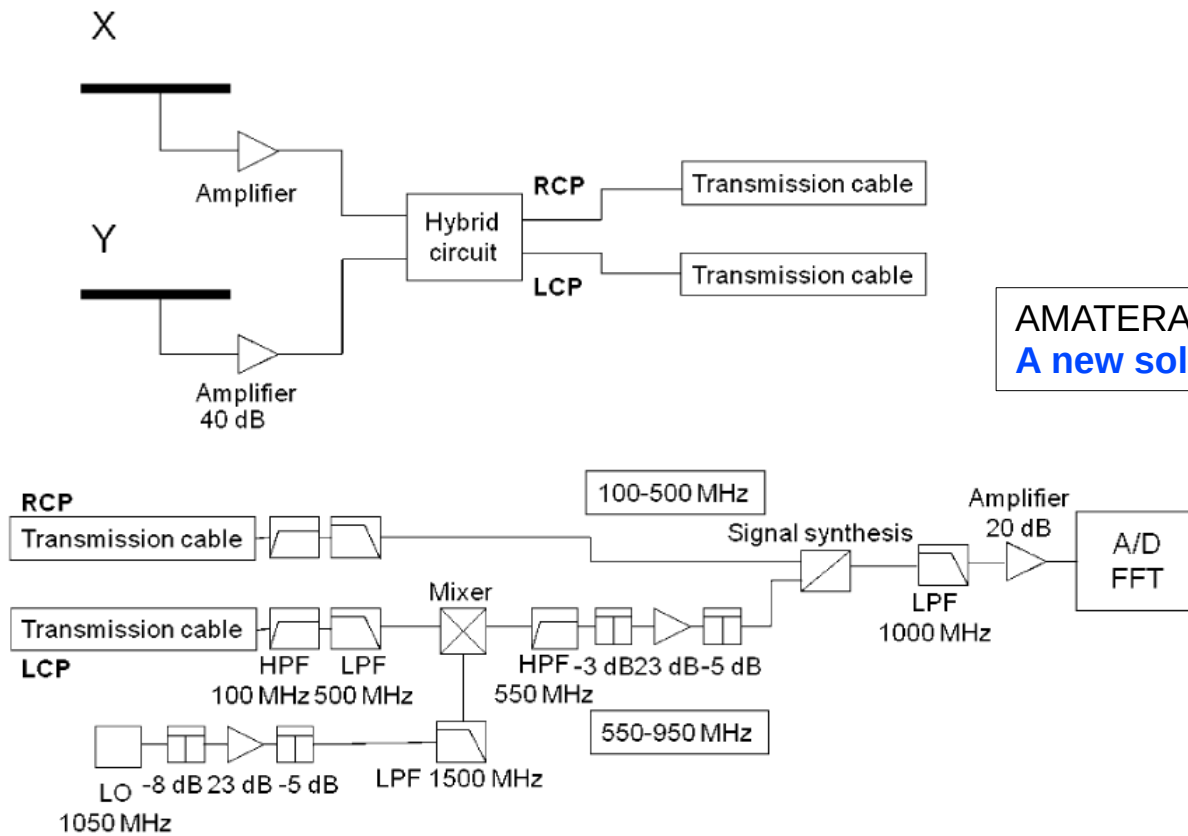 X
Amplifier
Y
Amplifier
40 dB
Hybrid
circuit
RCP
LCP
Transmission cable
Transmission cable
AMATERA
A new sol
RCP
Transmission cable
100-500 MHz
Signal synthesis
Amplifier
20 dB
A/D
FFT
LPF
1000 MHz
Transmission cable
LCP
HPF
100 MHz
LPF
500 MHz
Mixer
HPF
550 MHz
-3 dB
23 dB
-5 dB
550-950 MHz
LO
1050 MHz
-8 dB
23 dB
-5 dB
LPF 1500 MHz